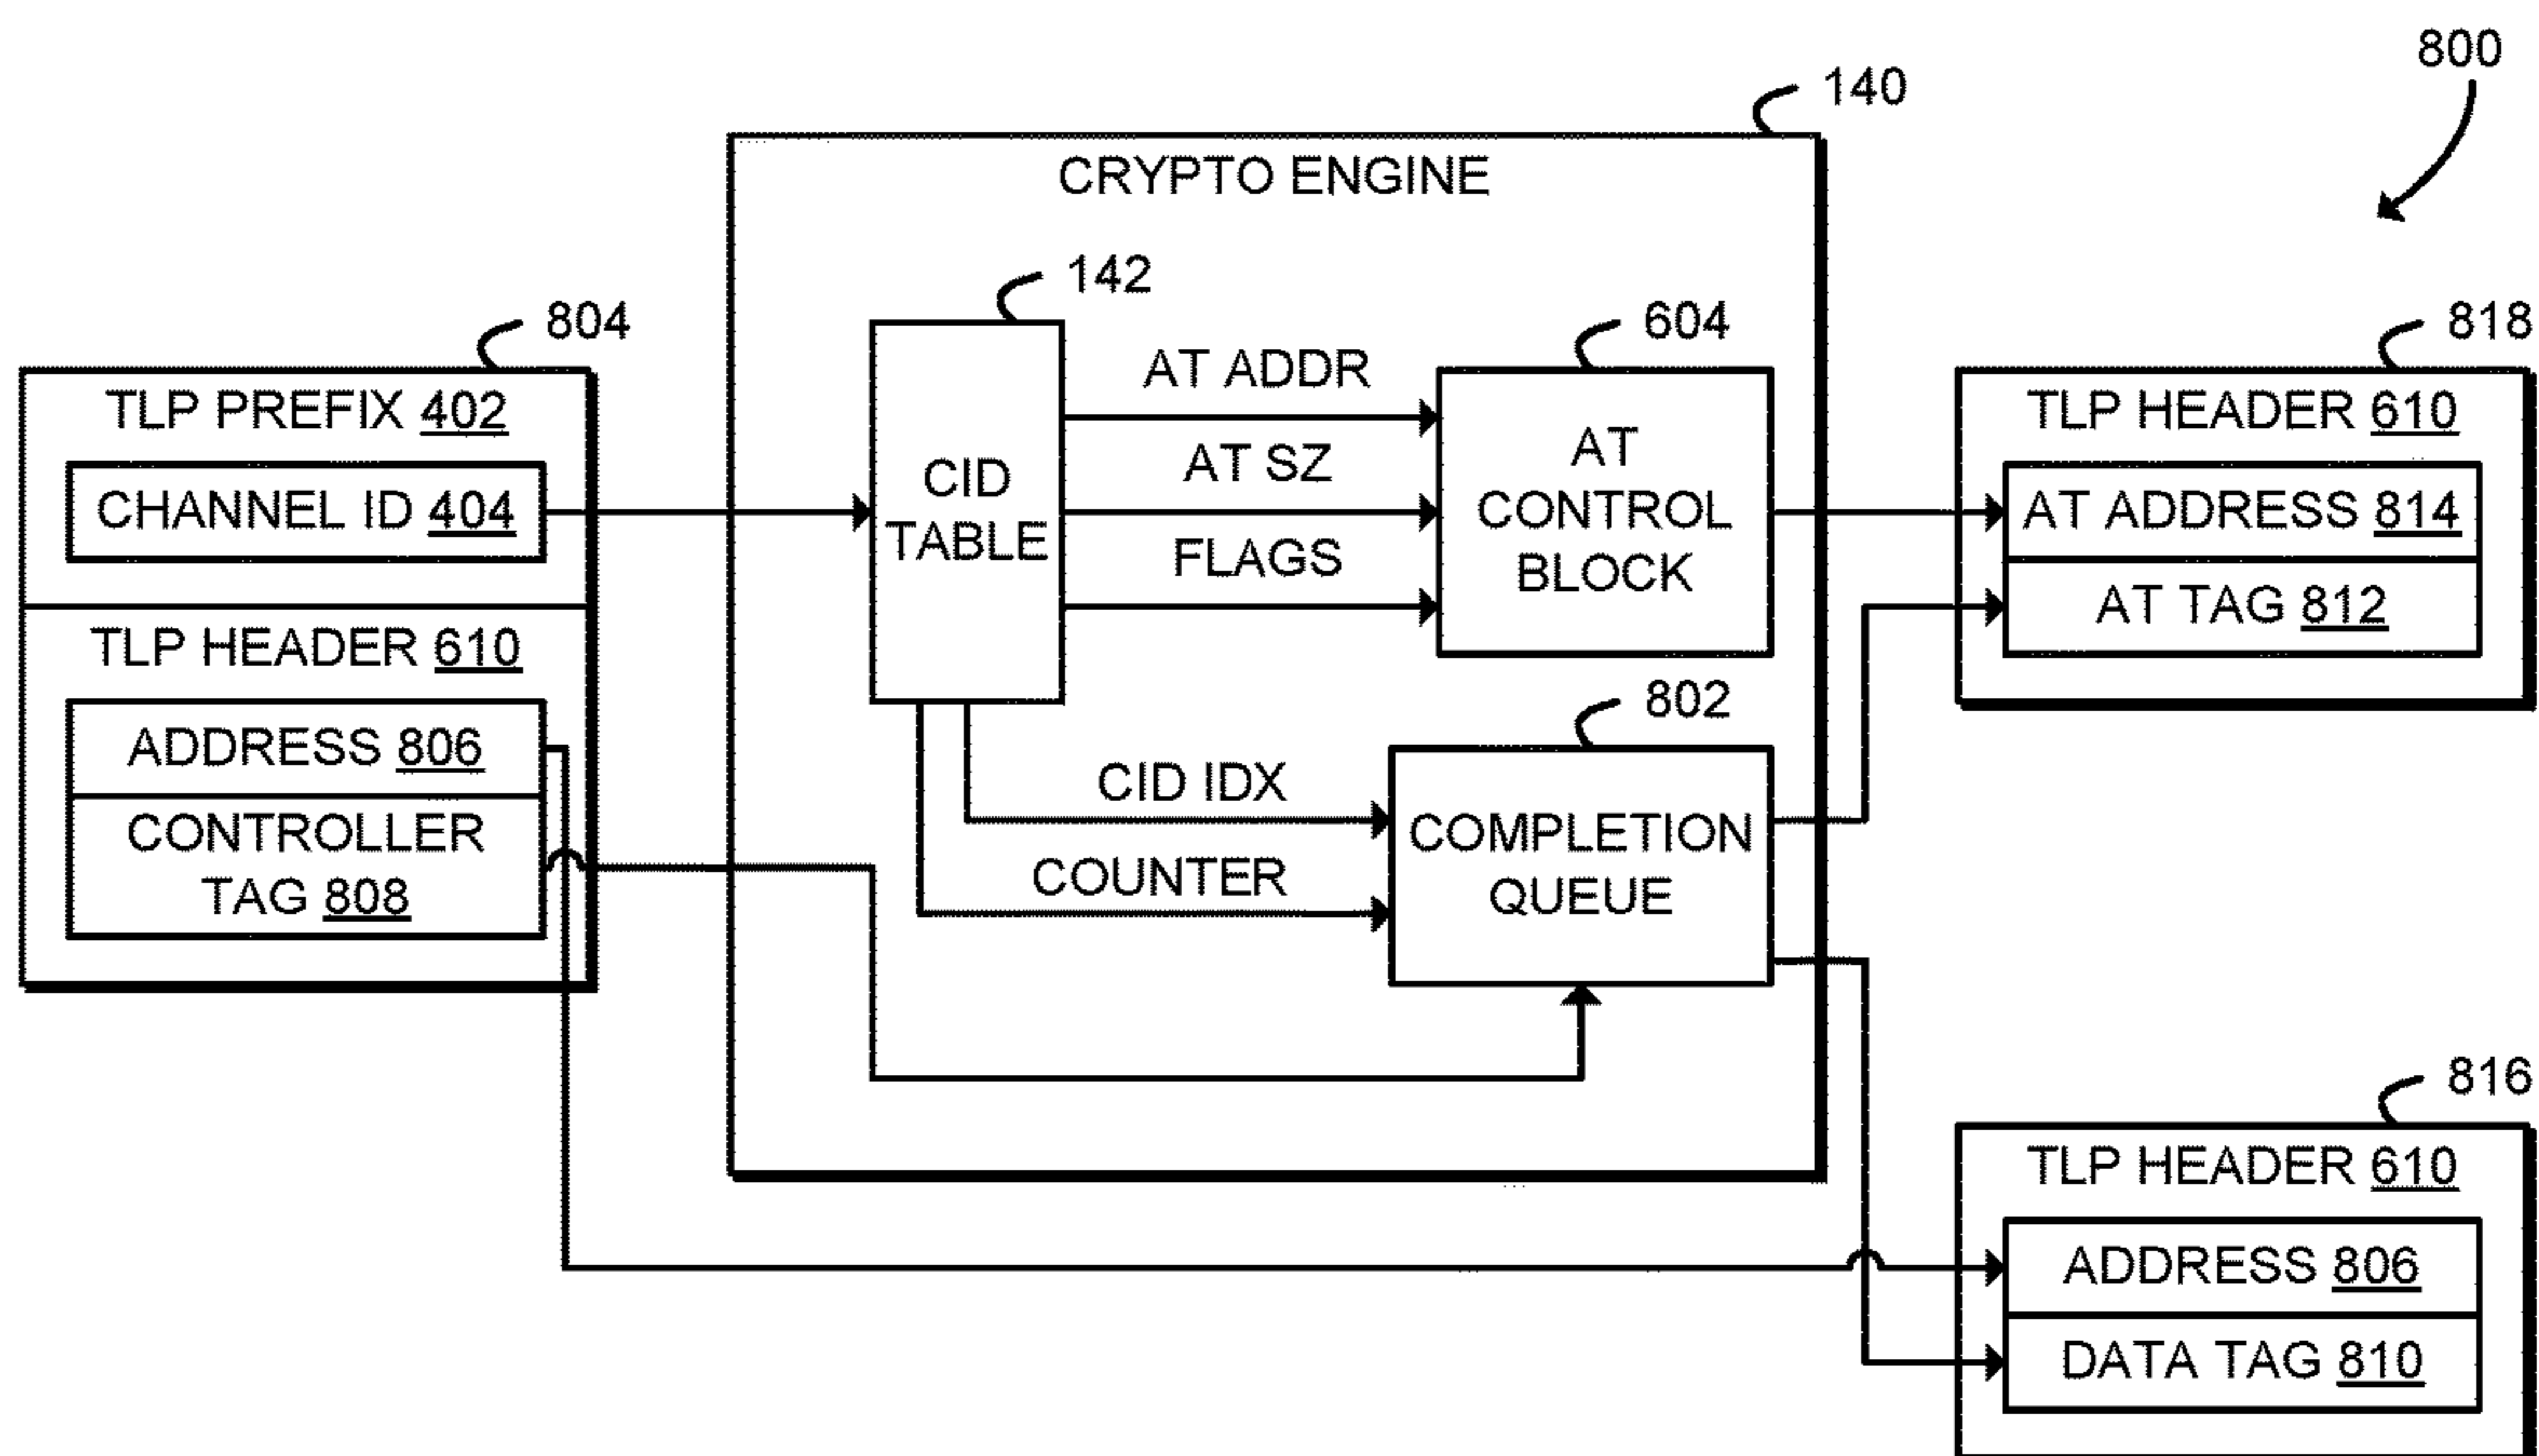 800
140
CRYPTO ENGINE
142
804
604
818
TLP PREFIX 402
CHANNEL ID 404
TLP HEADER 610
ADDRESS 806
CONTROLLER
TAG 808
CID
TABLE
AT ADDR
AT SZ
FLAGS
AT
CONTROL
BLOCK
802
CID IDX
COUNTER
COMPLETION
QUEUE
TLP HEADER 610
AT ADDRESS 814
AT TAG 812
816
TLP HEADER 610
ADDRESS 806
DATA TAG 810